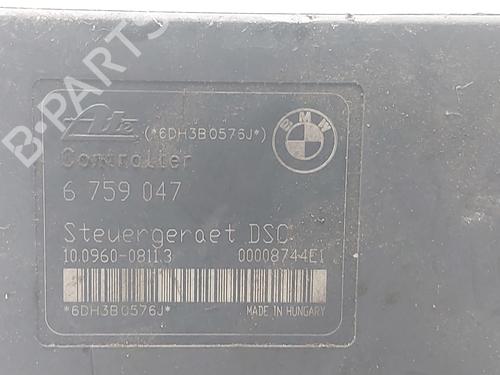 B-PARTS
Ate
(*6DH3B0576J*)
BMW
Controller
6 759 047
Steuergeraet DSC
10.0960-0811.3 00008744E1
*6DH3B0576J* MADE IN HUNGARY